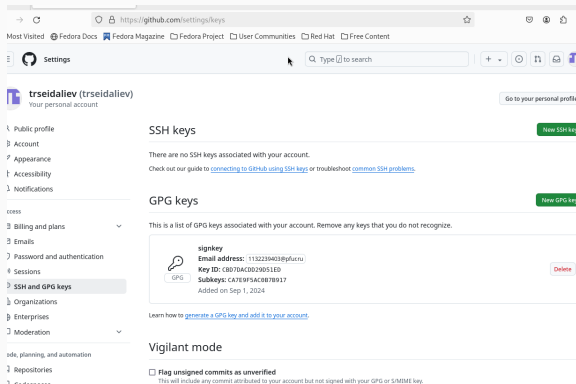 https://github.com/settings/keys
Most Visited Fedora Docs Fedora Magazine Fedora Project User Communities Red Hat Free Content
Settings
Type / to search
trseidaliev (trseidaliev)
Your personal account
Go to your personal profile
Public profile
Account
Appearance
Accessibility
Notifications
Billing and plans
Emails
Password and authentication
Sessions
SSH and GPG keys
Organizations
Enterprises
Moderation
ode, planning, and automation
Repositories
SSH keys
New SSH key
There are no SSH keys associated with your account.
Check out our guide to connecting to GitHub using SSH keys or troubleshoot common SSH problems.
GPG keys
New GPG key
This is a list of GPG keys associated with your account. Remove any keys that you do not recognize.
signkey
Email address: 1132239403@pfur.ru
Key ID: CBD7DACDD29D51ED
Subkeys: CA7E9F5AC0B7B917
Added on Sep 1, 2024
GPG
Delete
Learn how to generate a GPG key and add it to your account.
Vigilant mode
Flag unsigned commits as unverified
This will include any commit attributed to your account but not signed with your GPG or S/MIME key.